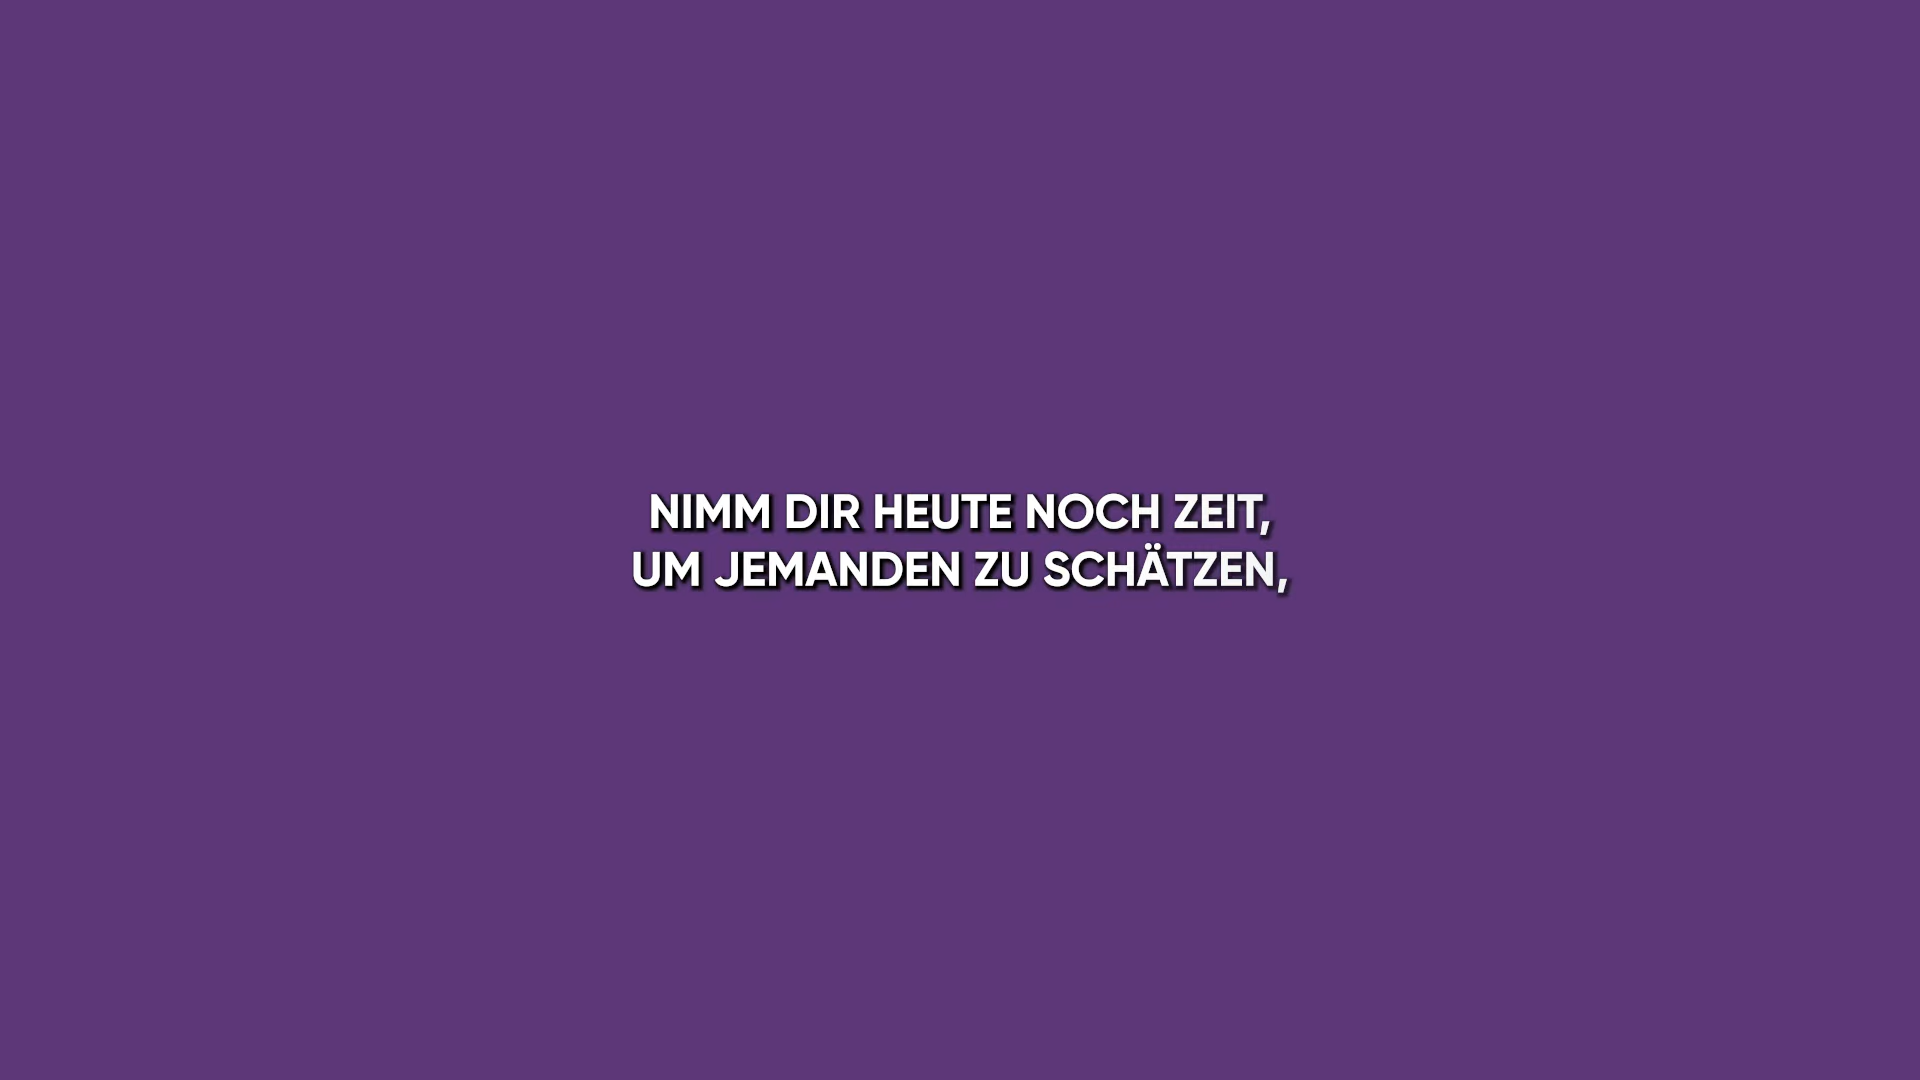 NIMM DIR HEUTE NOCH ZEIT,
UM JEMANDEN ZU SCHÄTZEN,